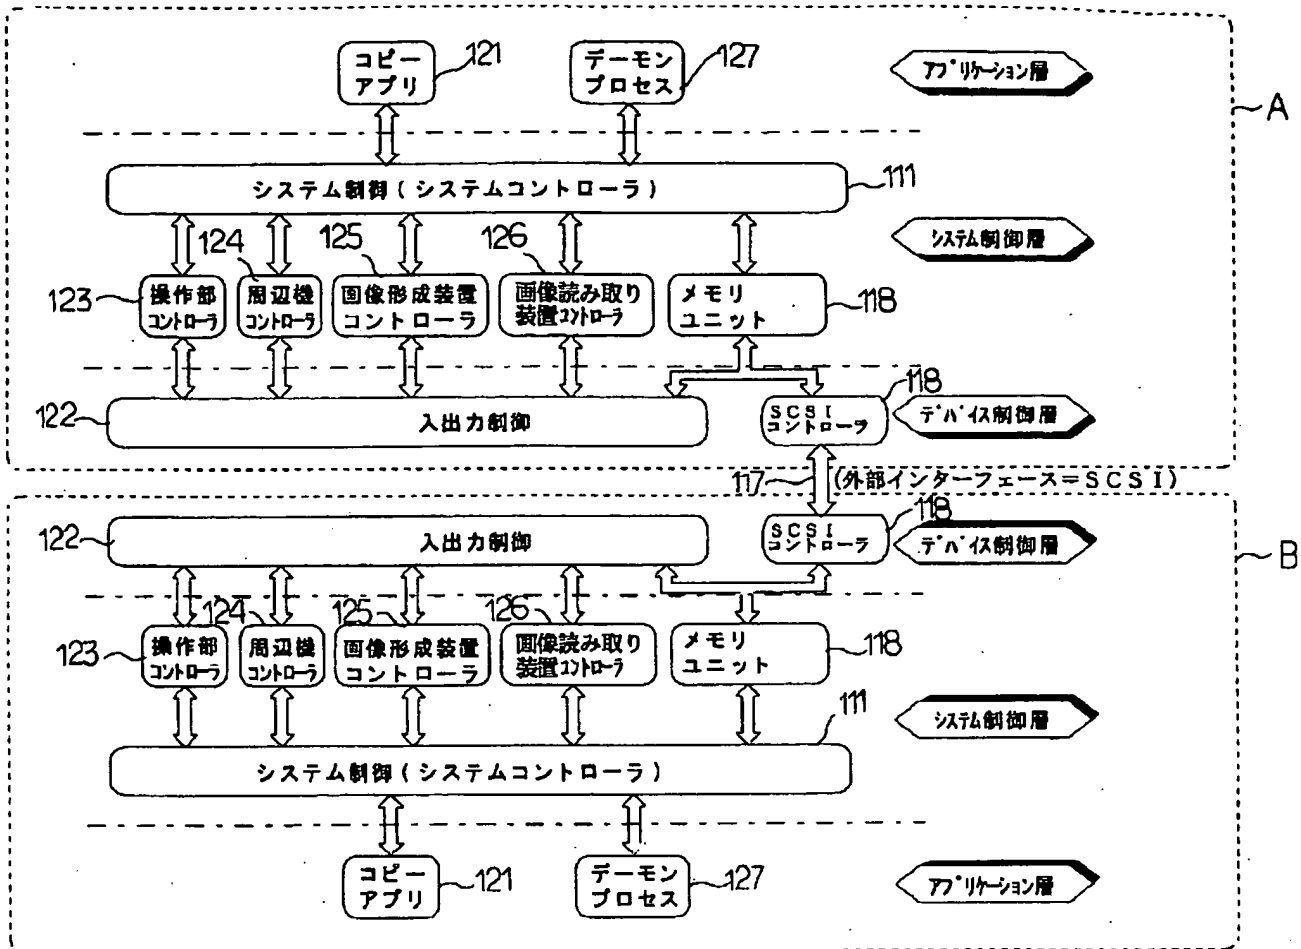 コピー
アプリ
121
デーモン
プロセス
127
アプリケーション層
A
システム制御(システムコントローラ)
111
システム制御層
123
操作部
コントローラ
124
周辺機
コントローラ
125
画像形成装置
コントローラ
126
画像読み取り
装置コントローラ
メモリ
ユニット
118
122
入出力制御
SCSI
コントローラ
118
デバイス制御層
117
(外部インターフェース=SCSI)
122
入出力制御
SCSI
コントローラ
118
デバイス制御層
B
123
操作部
コントローラ
124
周辺機
コントローラ
125
画像形成装置
コントローラ
126
画像読み取り
装置コントローラ
メモリ
ユニット
118
システム制御層
システム制御(システムコントローラ)
111
コピー
アプリ
121
デーモン
プロセス
127
アプリケーション層